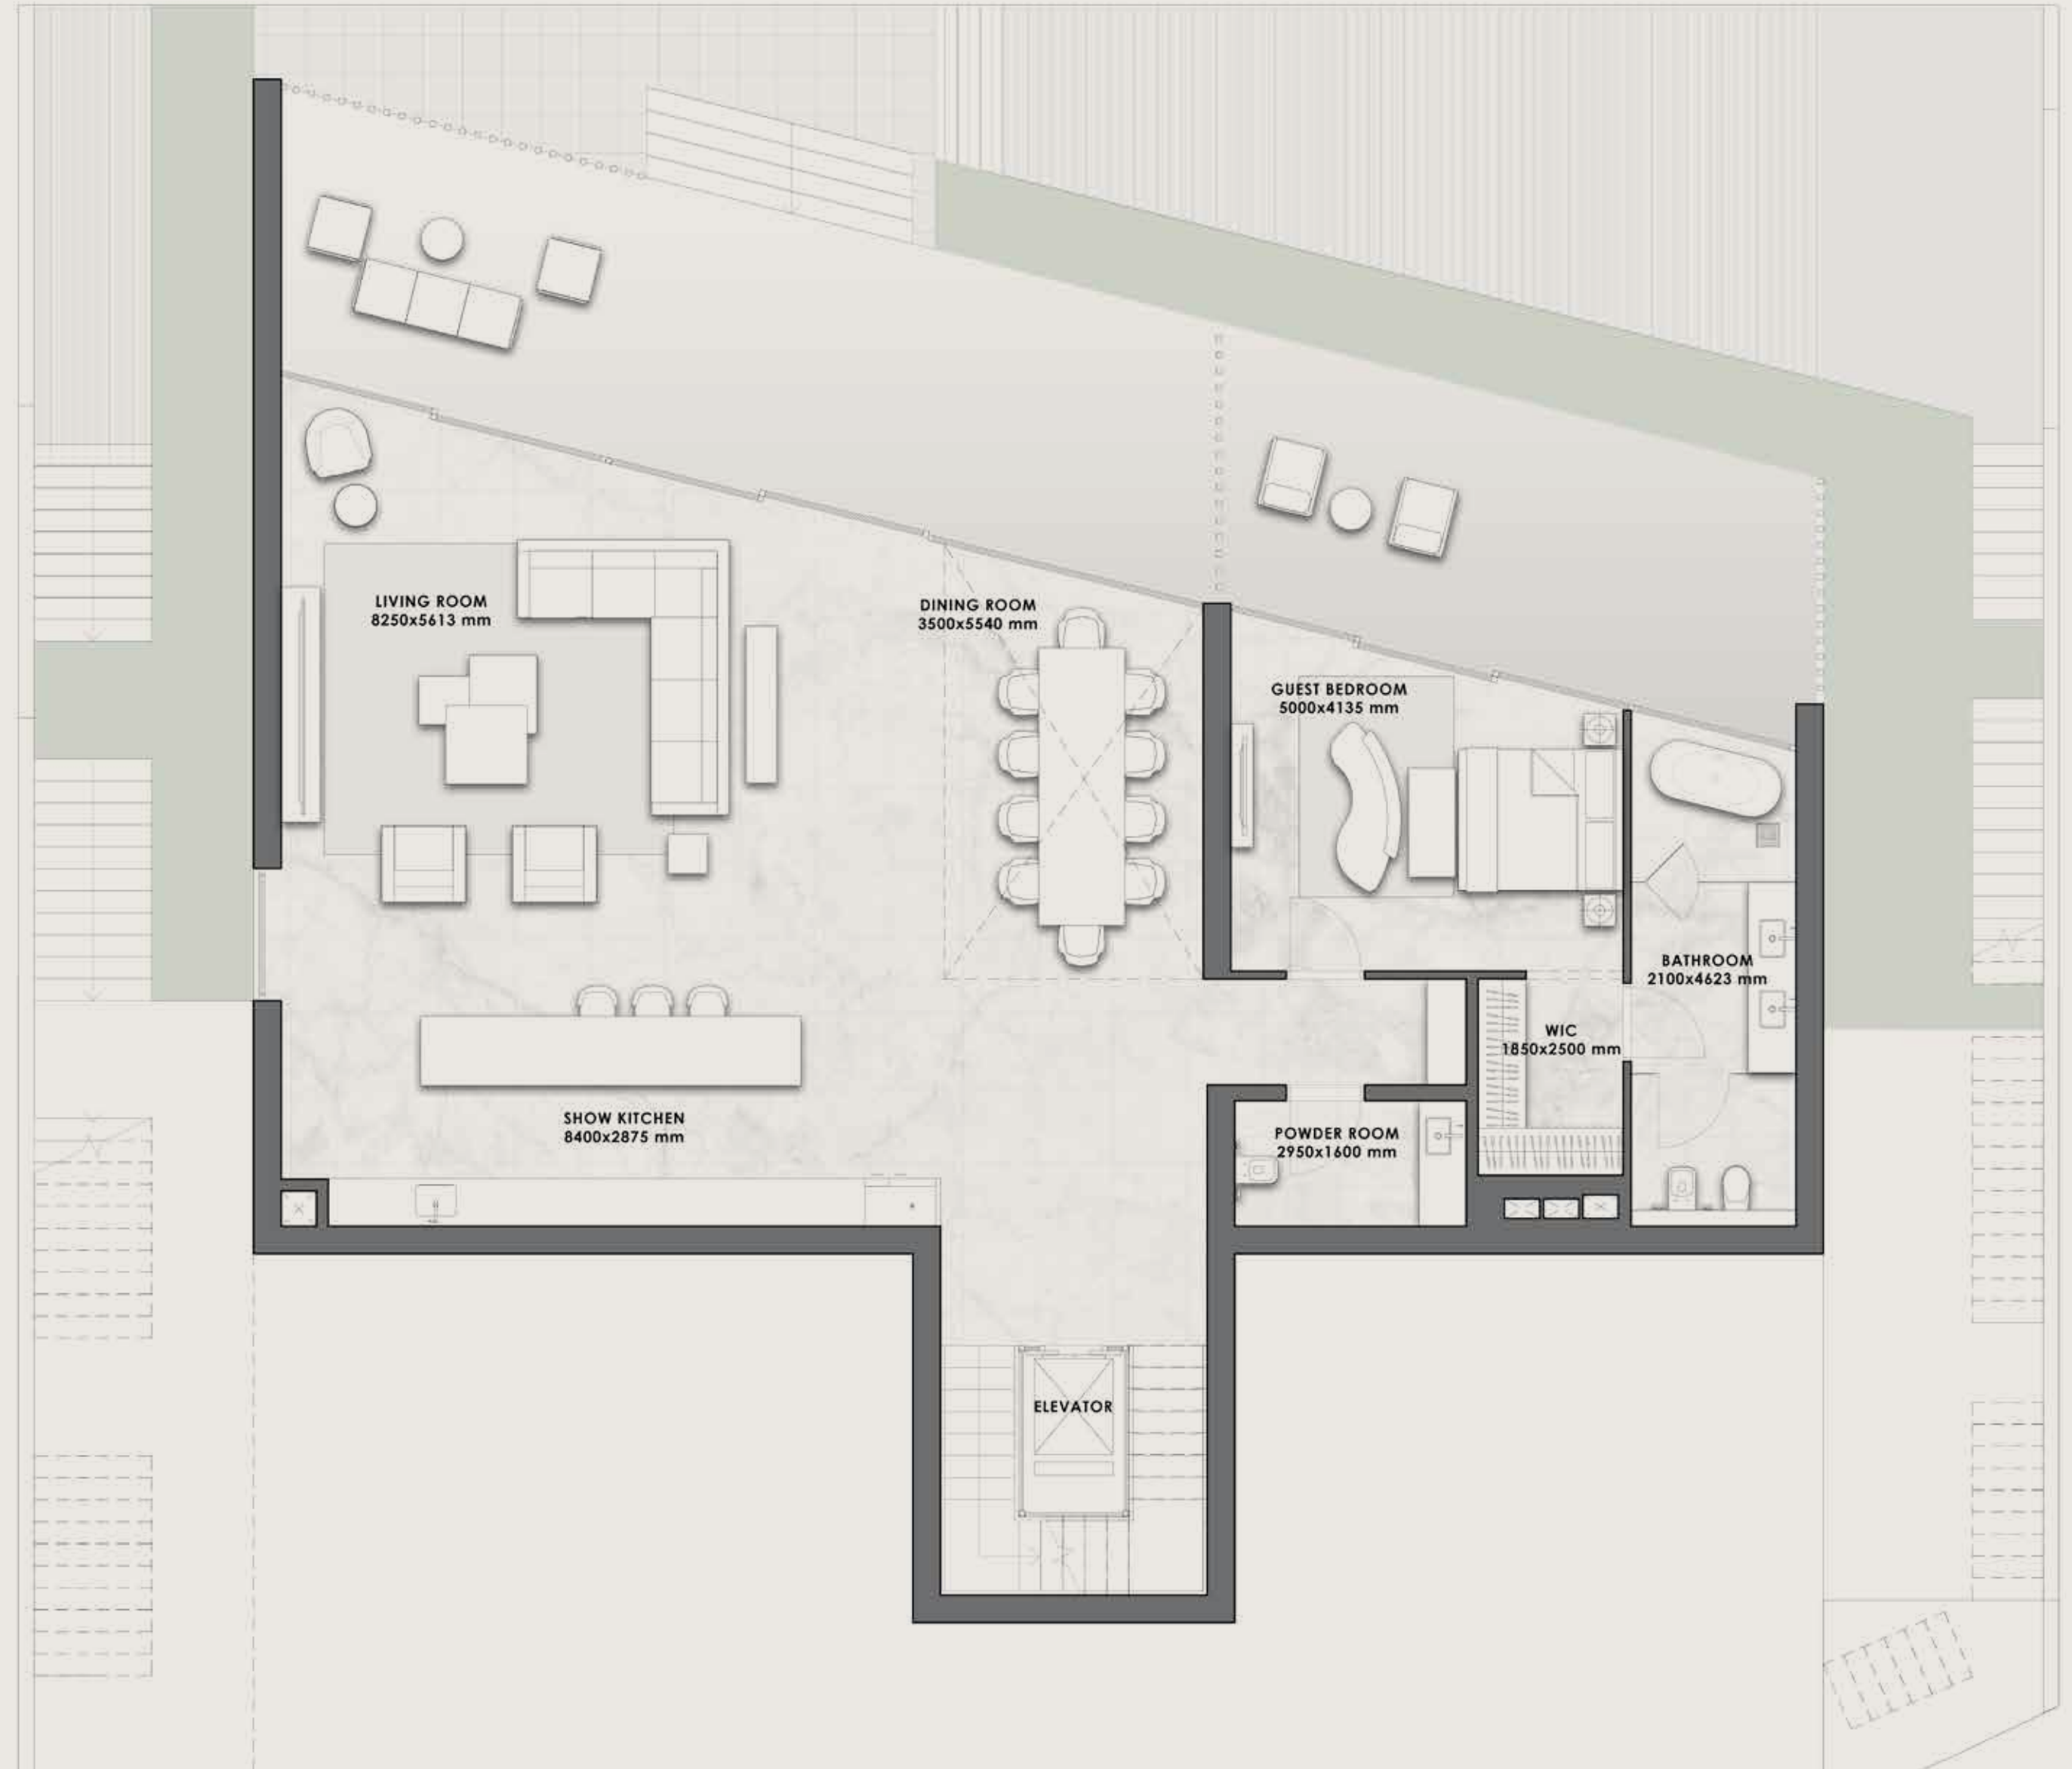 LIVING ROOM
8250x5613 mm
DINING ROOM
3500x5540 mm
GUEST BEDROOM
5000x4135 mm
BATHROOM
2100x4623 mm
WIC
1850x2500 mm
SHOW KITCHEN
8400x2875 mm
POWDER ROOM
2950x1600 mm
ELEVATOR